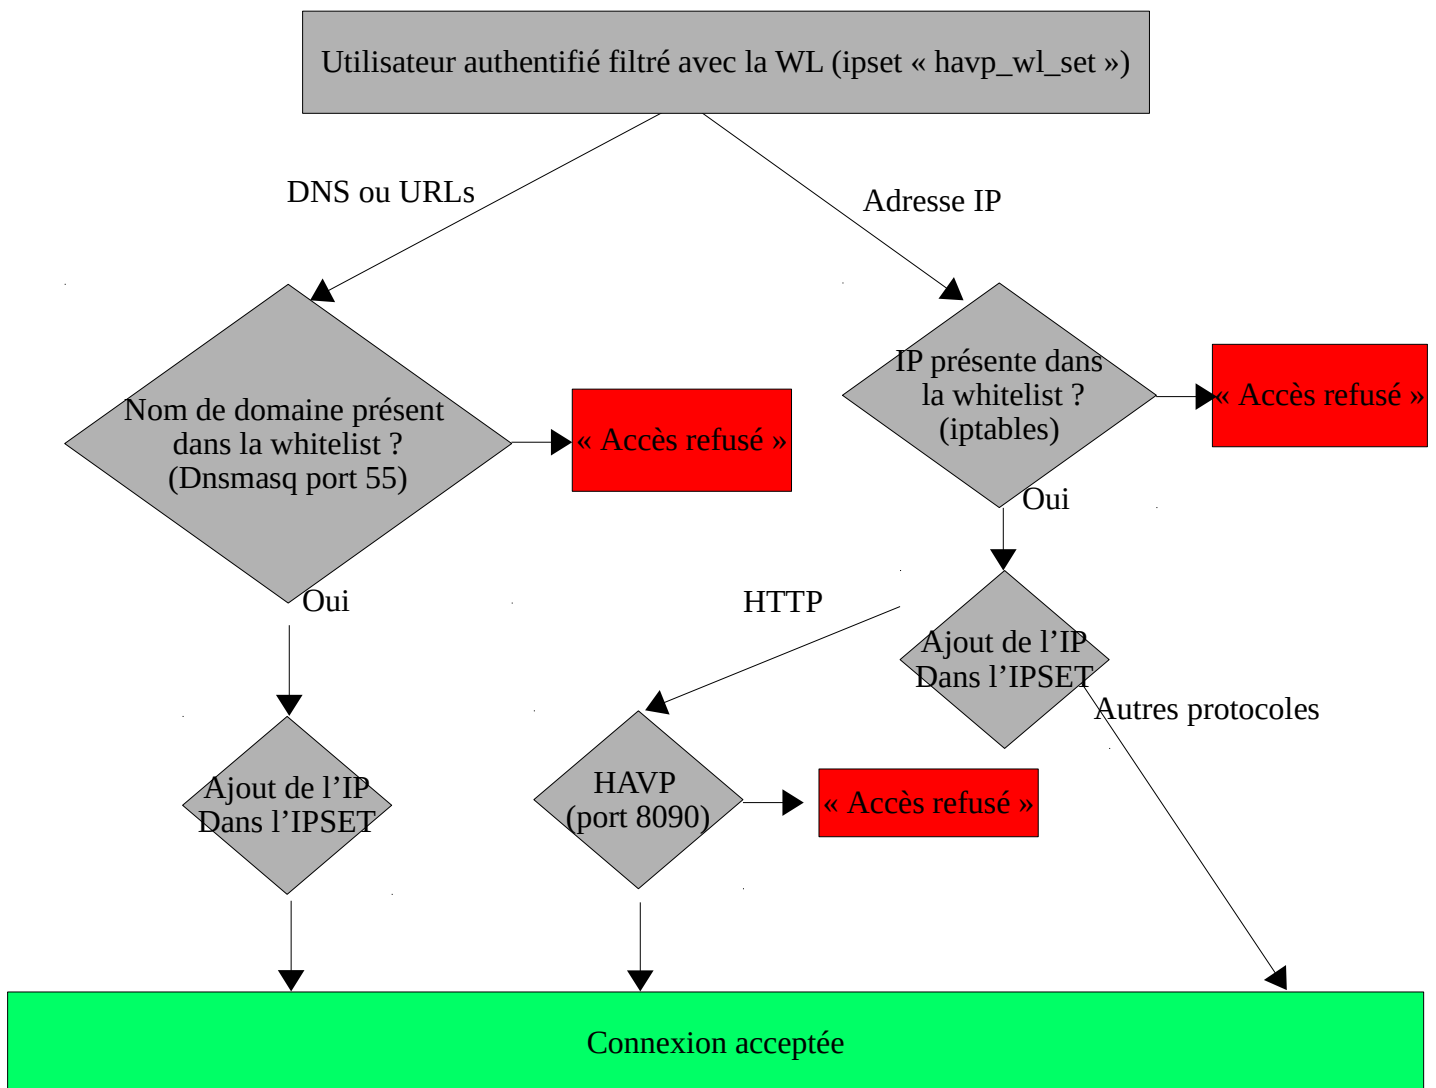 Utilisateur authentifié filtré avec la WL (ipset « havp_wl_set »)
DNS ou URLs
Adresse IP
Nom de domaine présent
dans la whitelist ?
(Dnsmasq port 55)
« Accès refusé »
IP présente dans
la whitelist ?
(iptables)
« Accès refusé »
Oui
Oui
HTTP
Ajout de l’IP
Dans l’IPSET
Autres protocoles
Ajout de l’IP
Dans l’IPSET
HAVP
(port 8090)
« Accès refusé »
Connexion acceptée